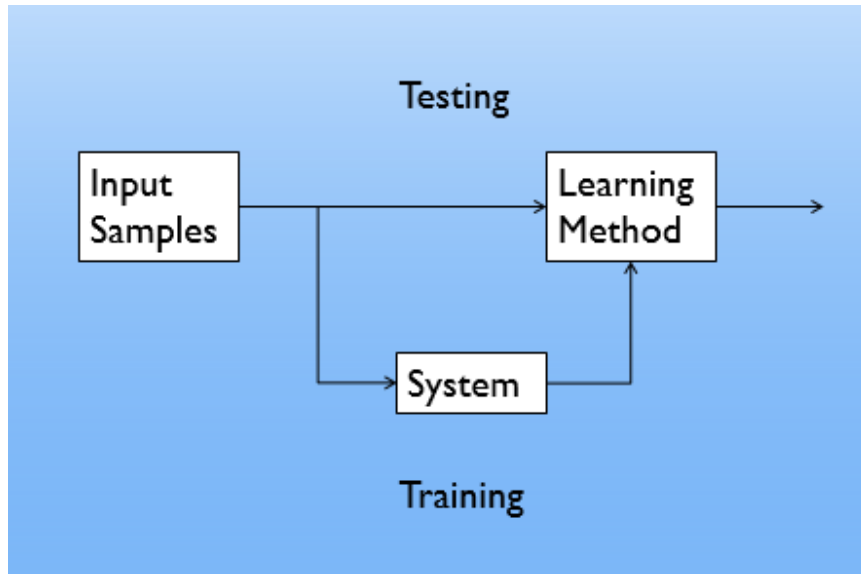 Testing
Input
Samples
Learning
Method
System
Training